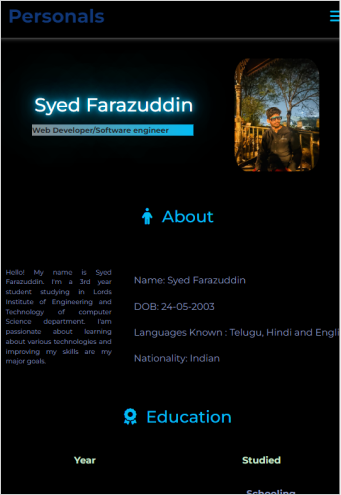 Personals
Syed Farazuddin
Web Developer/Software engineer
About
Hello! My name is Syed
Farazuddin. I'm a 3rd year
student studying in Lords
Institute of Engineering and
Technology of computer
Science department. I'am
passionate about learning
about various technologies and
improving my skills are my
major goals.
Name: Syed Farazuddin
DOB: 24-05-2003
Languages Known : Telugu, Hindi and Engli
Nationality: Indian
Education
Year Studied
Schooling